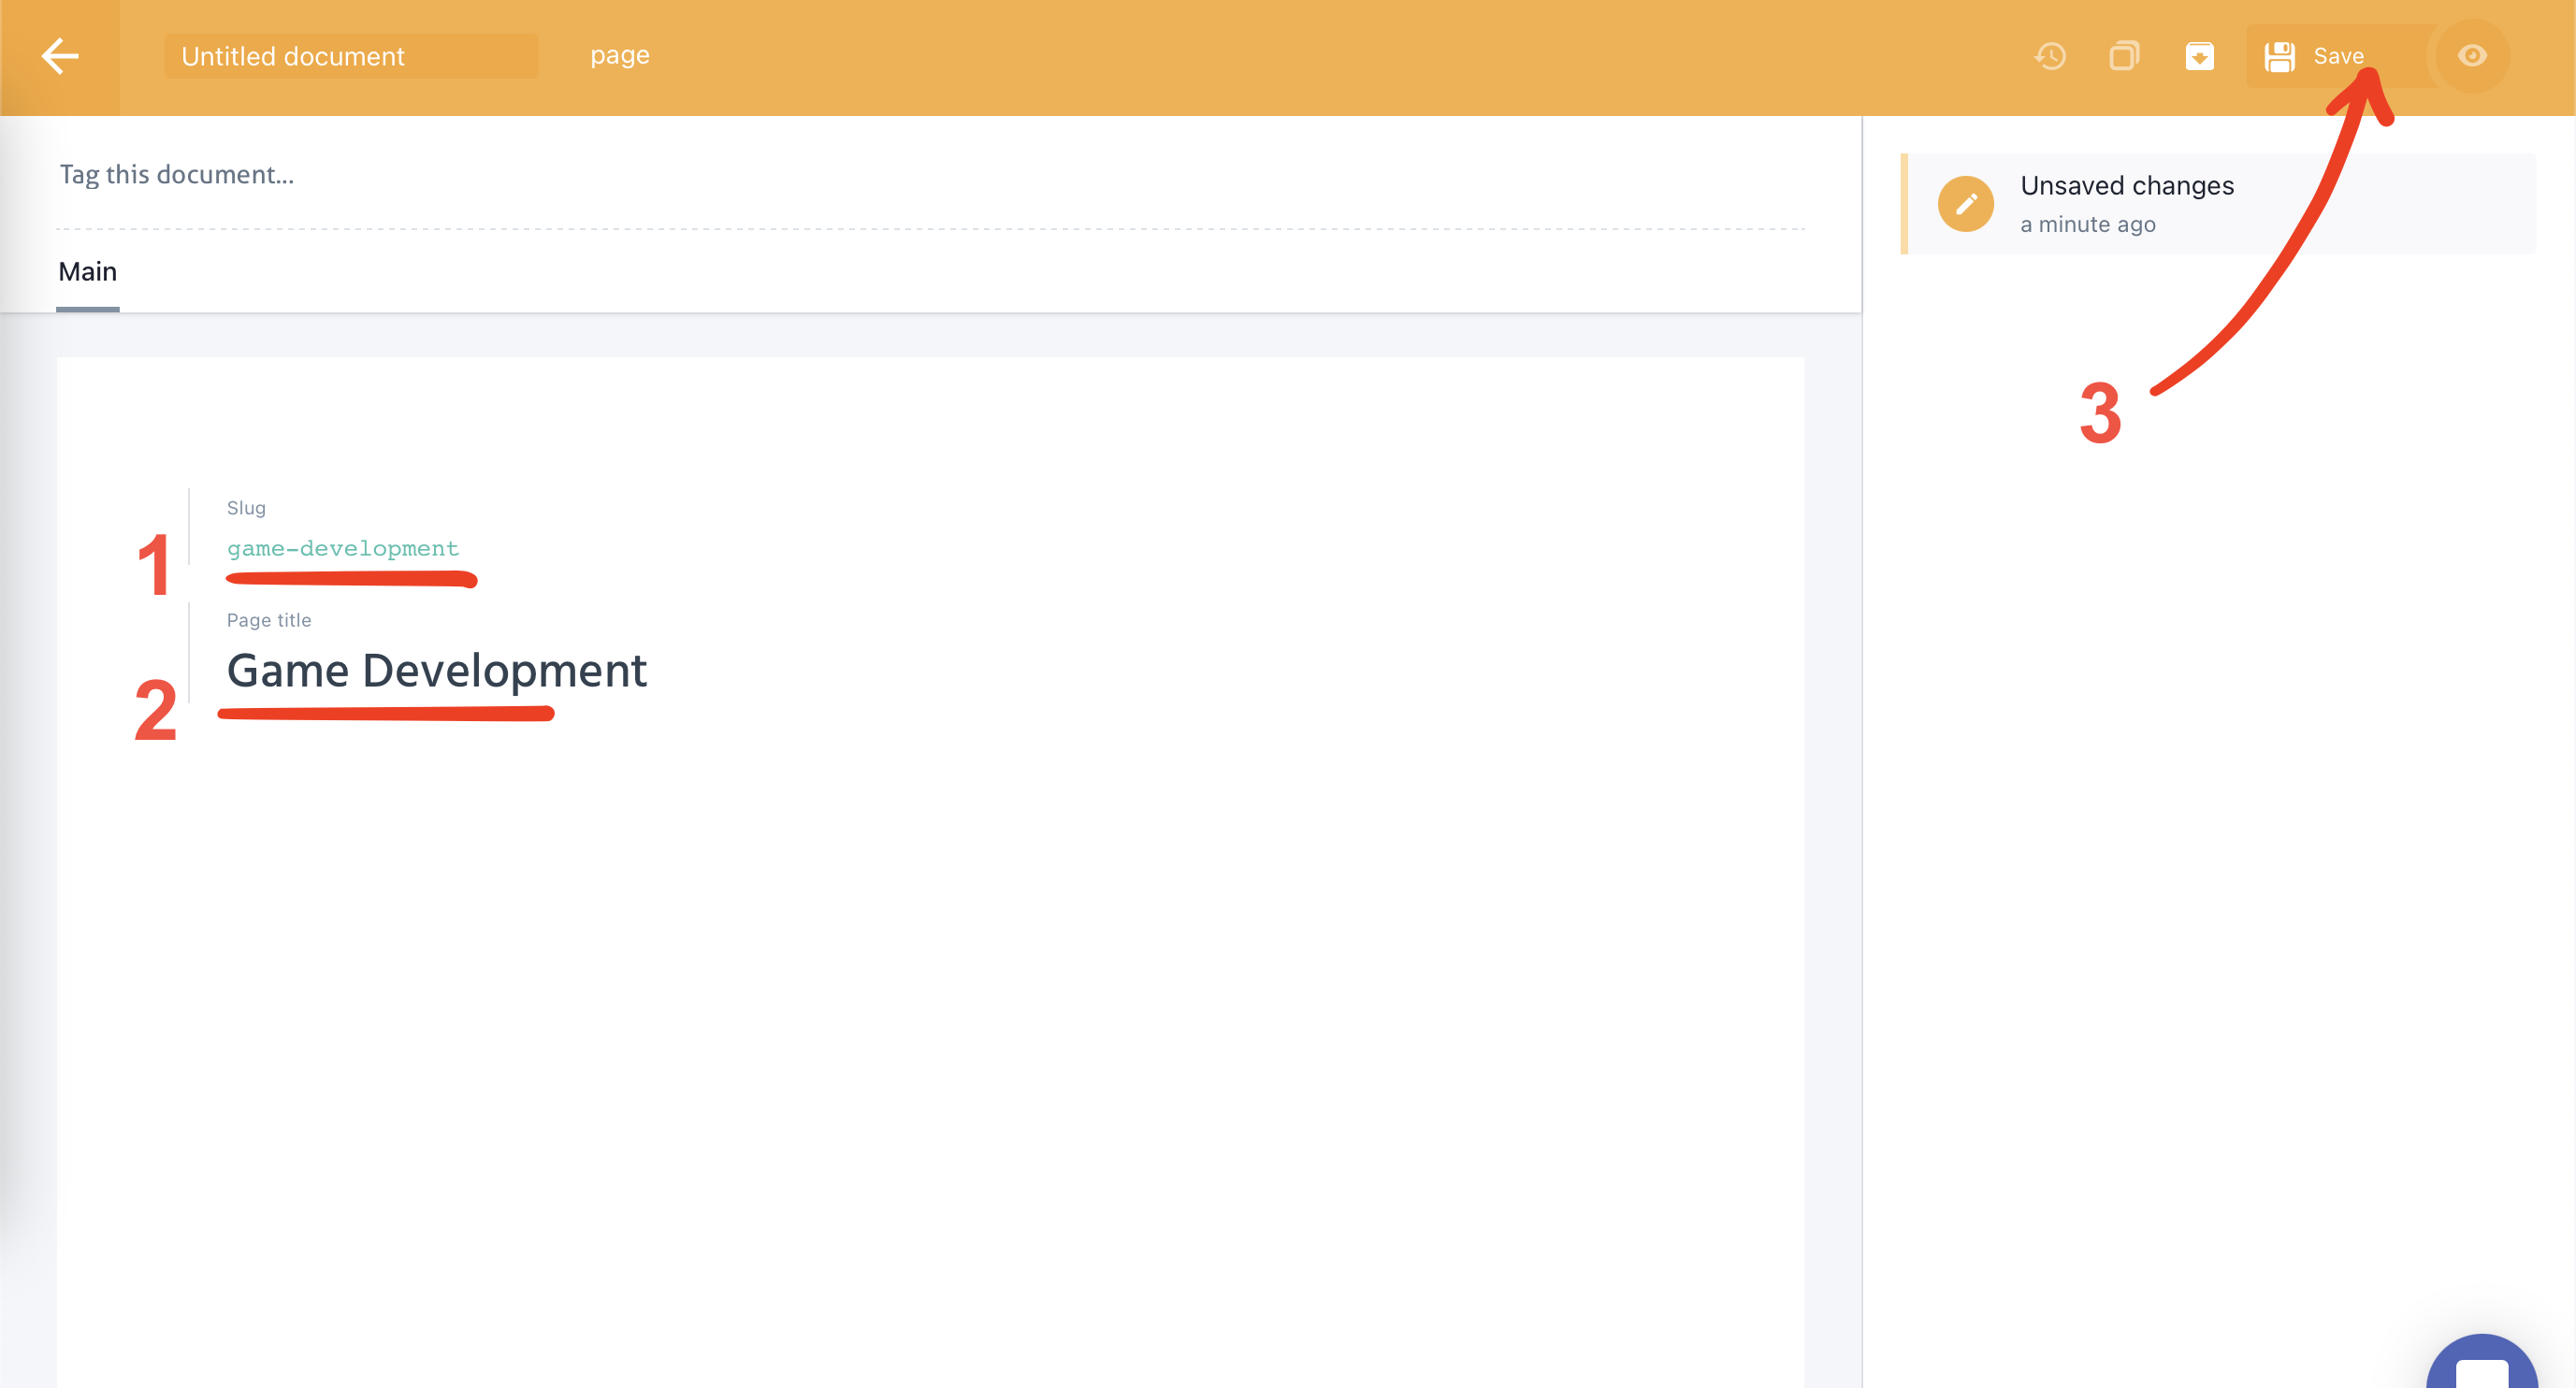 Untitled document
page
Save
Tag this document...
Unsaved changes
a minute ago
Main
3
Slug
1
game-development
Page title
2
Game Development